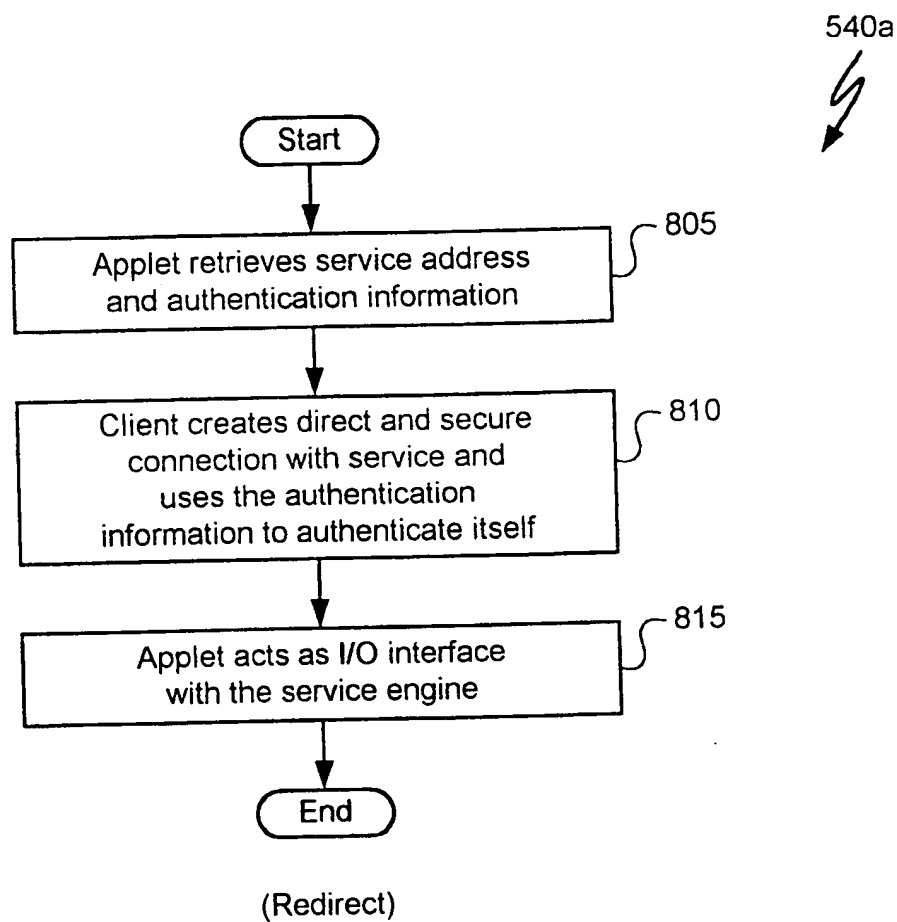 540a
Start
805
Applet retrieves service address
and authentication information
810
Client creates direct and secure
connection with service and
uses the authentication
information to authenticate itself
815
Applet acts as I/O interface
with the service engine
End
(Redirect)